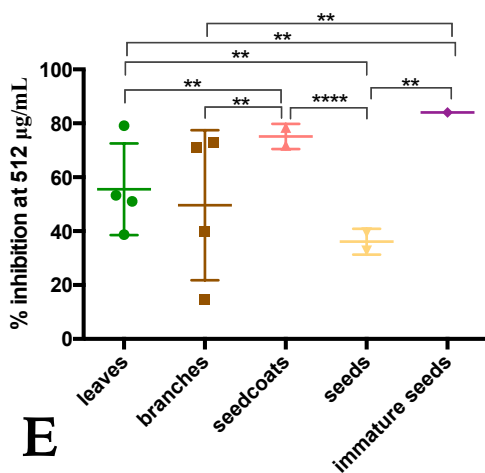 **
**
**
**
**
**
****
100
80
60
40
20
0
% inhibition at 512 µg/mL
leaves
branches
seedcoats
seeds
immature seeds
E